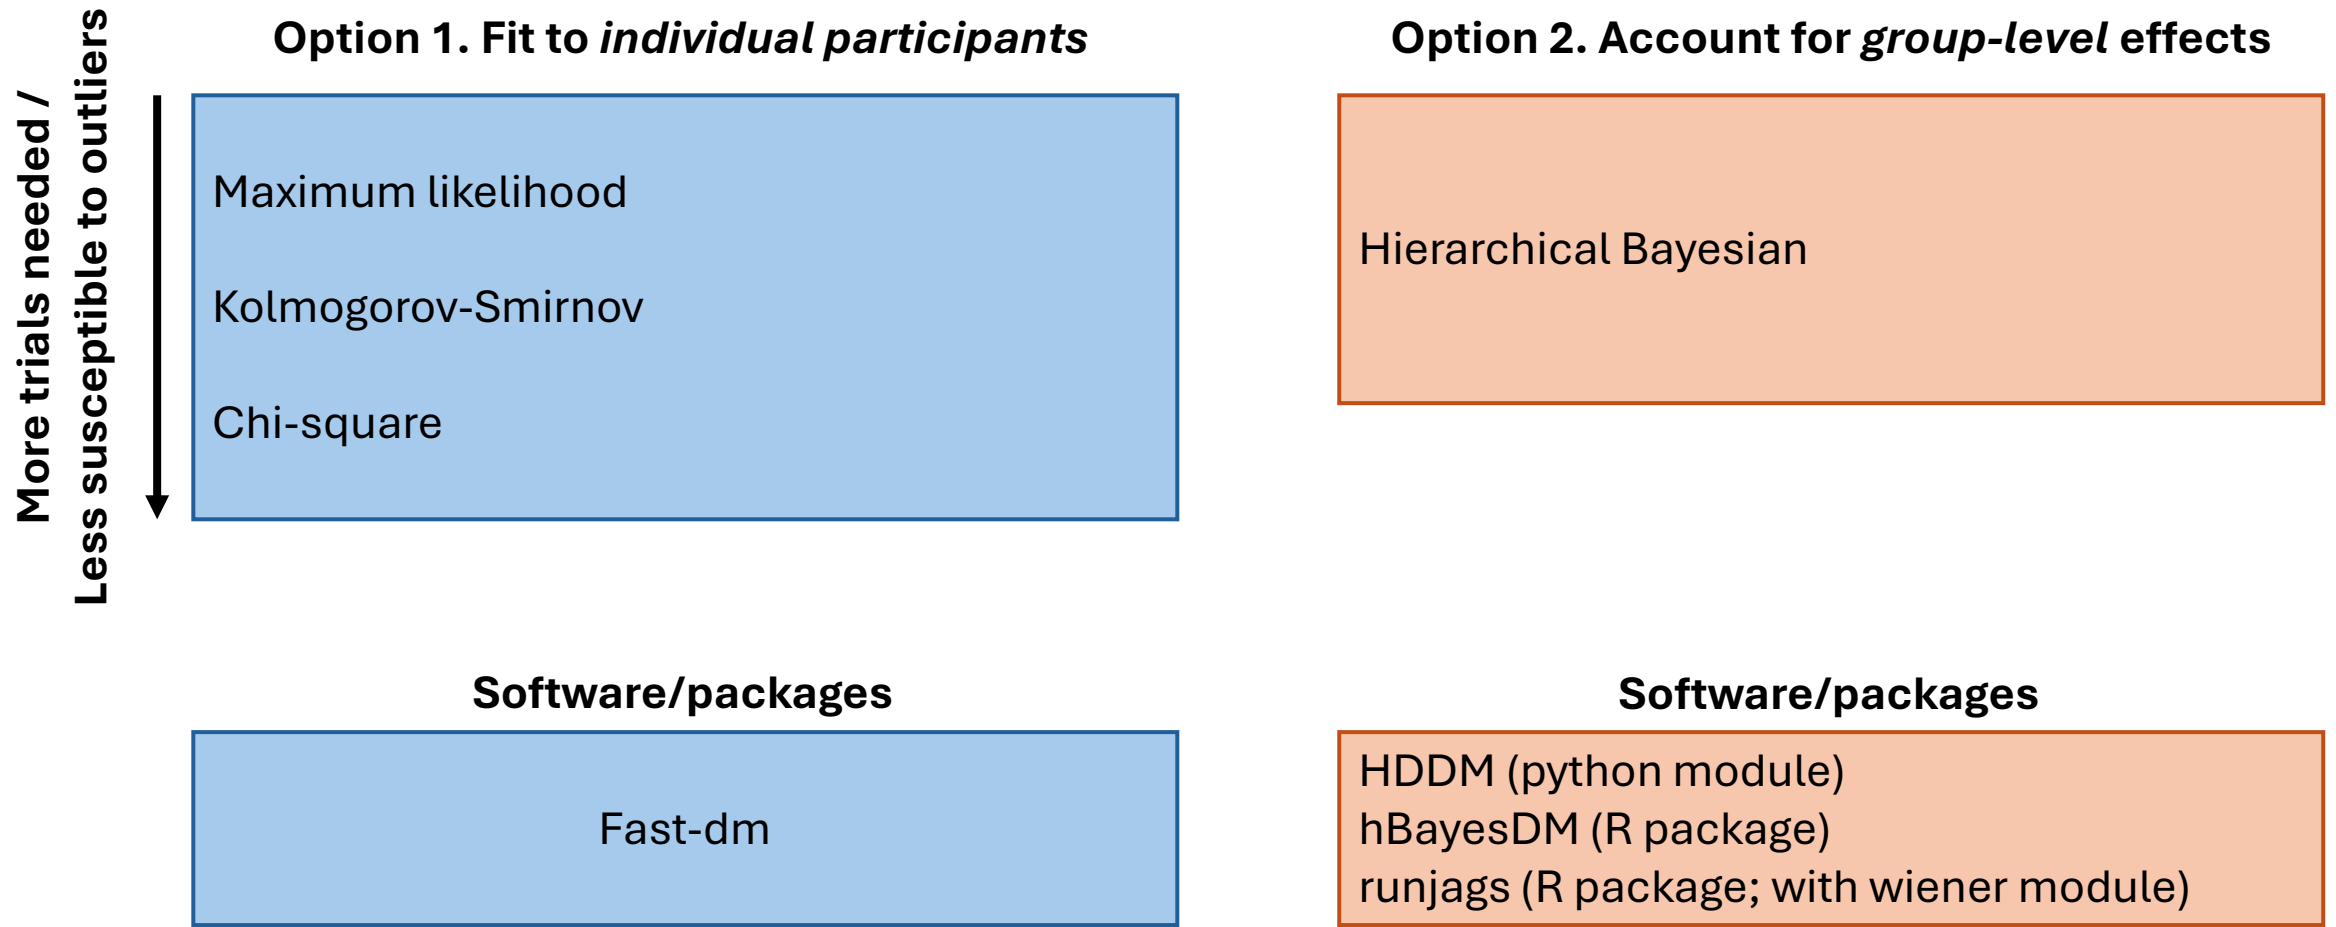 More trials needed /
Less susceptible to outliers
Option 1. Fit to individual participants
Maximum likelihood
Kolmogorov-Smirnov
Chi-square
Software/packages
Fast-dm
Option 2. Account for group-level effects
Hierarchical Bayesian
Software/packages
HDDM (python module)
hBayesDM (R package)
runjags (R package; with wiener module)